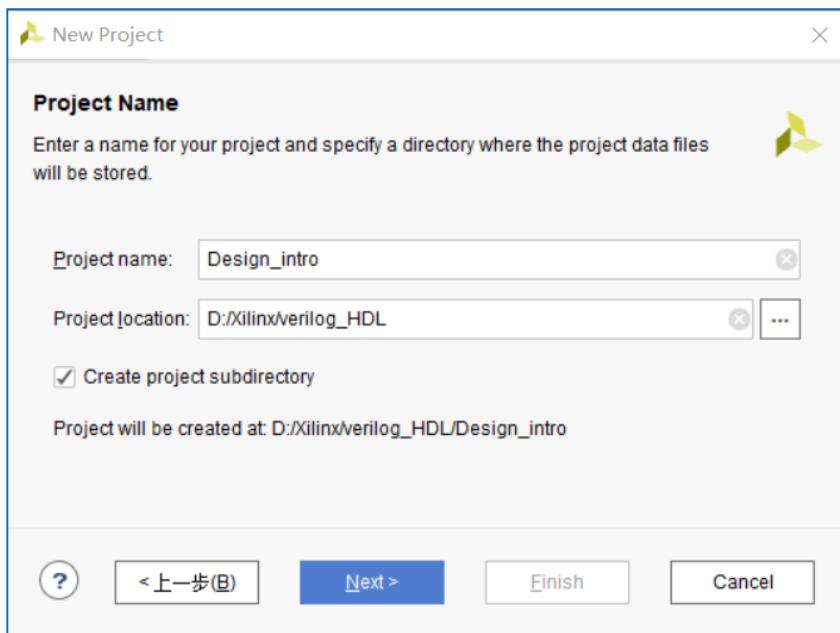 New Project
Project Name
Enter a name for your project and specify a directory where the project data files
will be stored.
Project name: Design_intro
Project location: D:/Xilinx/verilog_HDL ...
Create project subdirectory
Project will be created at: D:/Xilinx/verilog_HDL/Design_intro
? < 上一步(B) Next > Finish Cancel